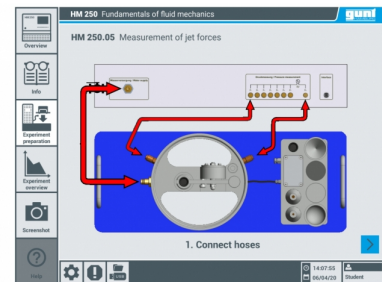 HM 250 Fundamentals of fluid mechanics
gunt
HM 250.05 Measurement of jet forces
Overview
Info
Experiment preparation
Experiment overview
Screenshot
Help
1. Connect hoses
USB
14:07:55
06/04/20
Student